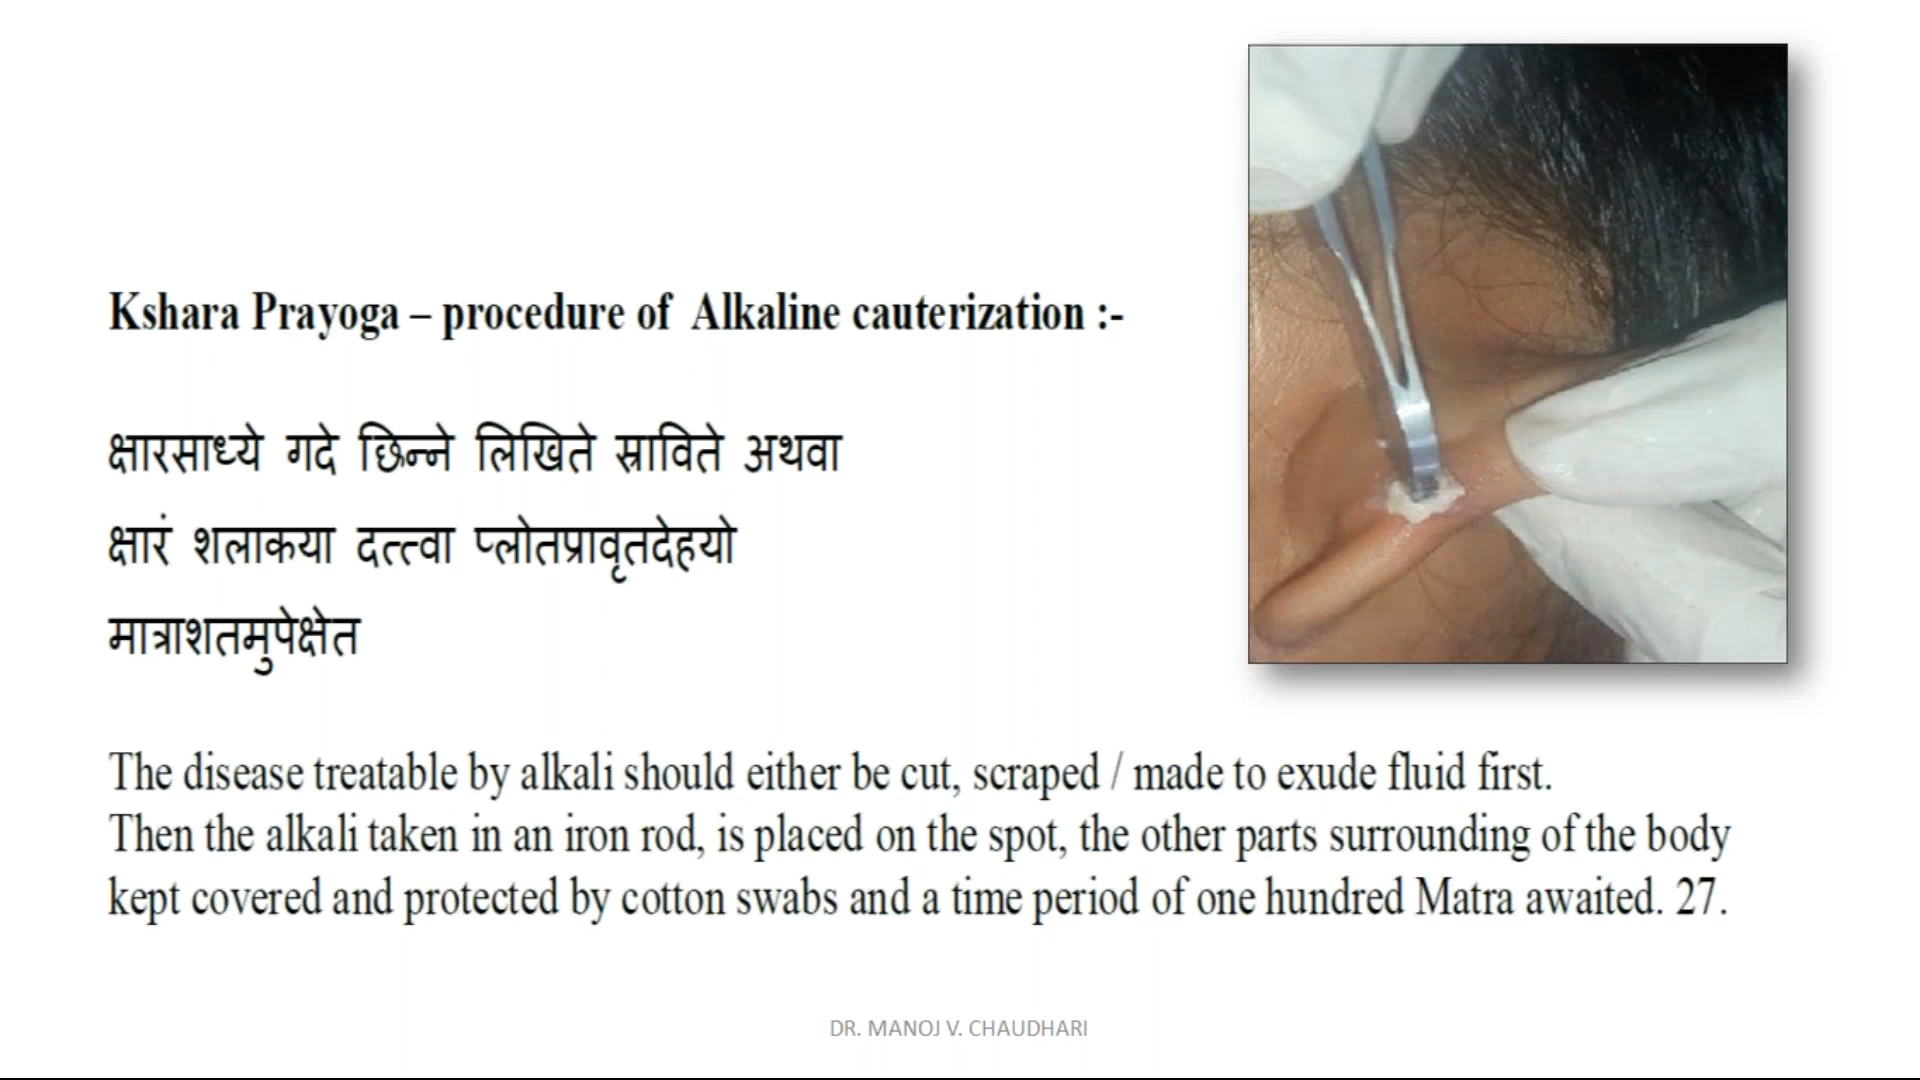 Kshara Prayoga – procedure of Alkaline cauterization :-
क्षारसाध्ये गदे छिन्ने लिखिते स्राविते अथवा
क्षारं शलाकया दत्त्वा प्लोतप्रावृतदेहयो
मात्राशतमुपेक्षेत
The disease treatable by alkali should either be cut, scraped / made to exude fluid first.
Then the alkali taken in an iron rod, is placed on the spot, the other parts surrounding of the body
kept covered and protected by cotton swabs and a time period of one hundred Matra awaited. 27.
DR. MANOJ V. CHAUDHARI